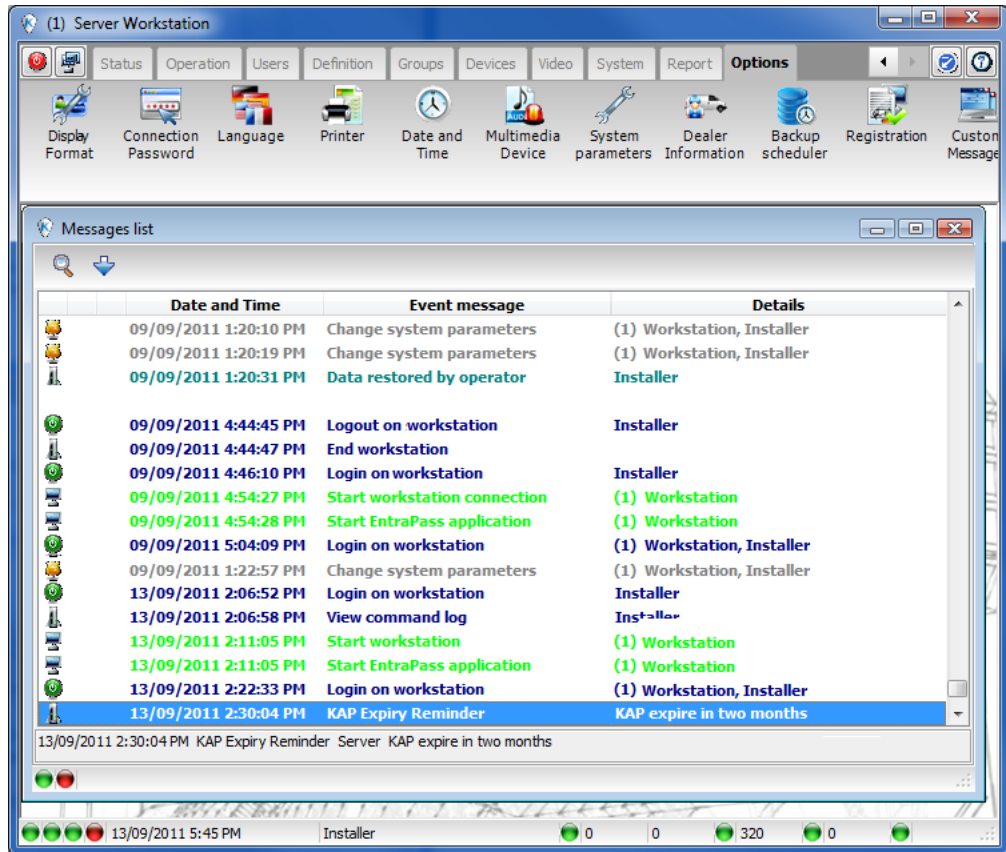 (1) Server Workstation
Status Operation Users Definition Groups Devices Video System Report Options
Display Format
Connection Password
Language
Printer
Date and Time
Multimedia Device
System parameters
Dealer Information
Backup scheduler
Registration
Custom Message
Messages list
Date and Time Event message Details
09/09/2011 1:20:10 PM Change system parameters (1) Workstation, Installer
09/09/2011 1:20:19 PM Change system parameters (1) Workstation, Installer
09/09/2011 1:20:31 PM Data restored by operator Installer
09/09/2011 4:44:45 PM Logout on workstation Installer
09/09/2011 4:44:47 PM End workstation
09/09/2011 4:46:10 PM Login on workstation Installer
09/09/2011 4:54:27 PM Start workstation connection (1) Workstation
09/09/2011 4:54:28 PM Start EntraPass application (1) Workstation
09/09/2011 5:04:09 PM Login on workstation (1) Workstation, Installer
09/09/2011 1:22:57 PM Change system parameters (1) Workstation, Installer
13/09/2011 2:06:52 PM Login on workstation Installer
13/09/2011 2:06:58 PM View command log Installer
13/09/2011 2:11:05 PM Start workstation (1) Workstation
13/09/2011 2:11:05 PM Start EntraPass application (1) Workstation
13/09/2011 2:22:33 PM Login on workstation (1) Workstation, Installer
13/09/2011 2:30:04 PM KAP Expiry Reminder KAP expire in two months
13/09/2011 2:30:04 PM KAP Expiry Reminder Server KAP expire in two months
13/09/2011 5:45 PM Installer 0 0 320 0